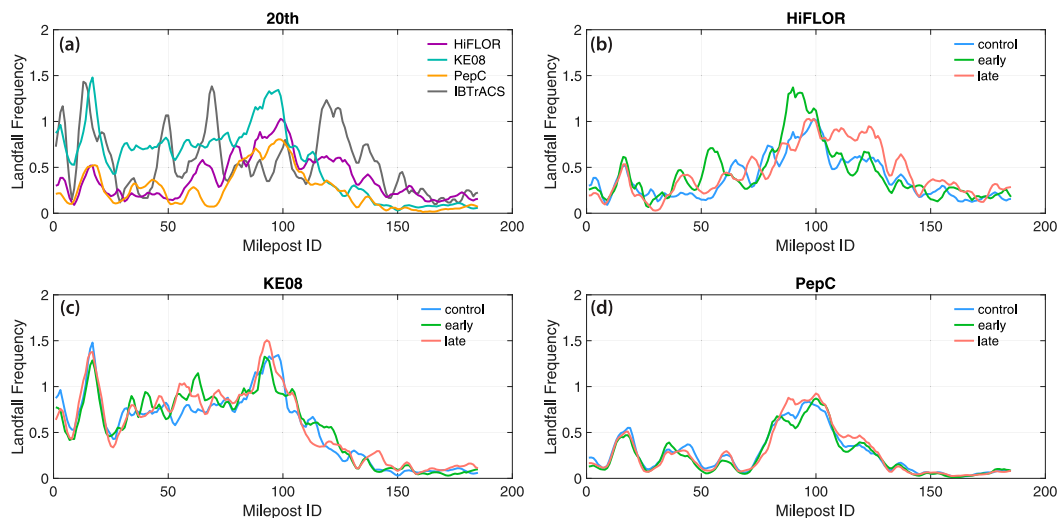 20th
(a)
HiFLOR
KE08
PepC
IBTrACS
2
1.5
1
0.5
0
Landfall Frequency
0 50 100 150 200
Milepost ID
HiFLOR
(b)
control
early
late
2
1.5
1
0.5
0
Landfall Frequency
0 50 100 150 200
Milepost ID
KE08
(c)
control
early
late
2
1.5
1
0.5
0
Landfall Frequency
0 50 100 150 200
Milepost ID
PepC
(d)
control
early
late
2
1.5
1
0.5
0
Landfall Frequency
0 50 100 150 200
Milepost ID